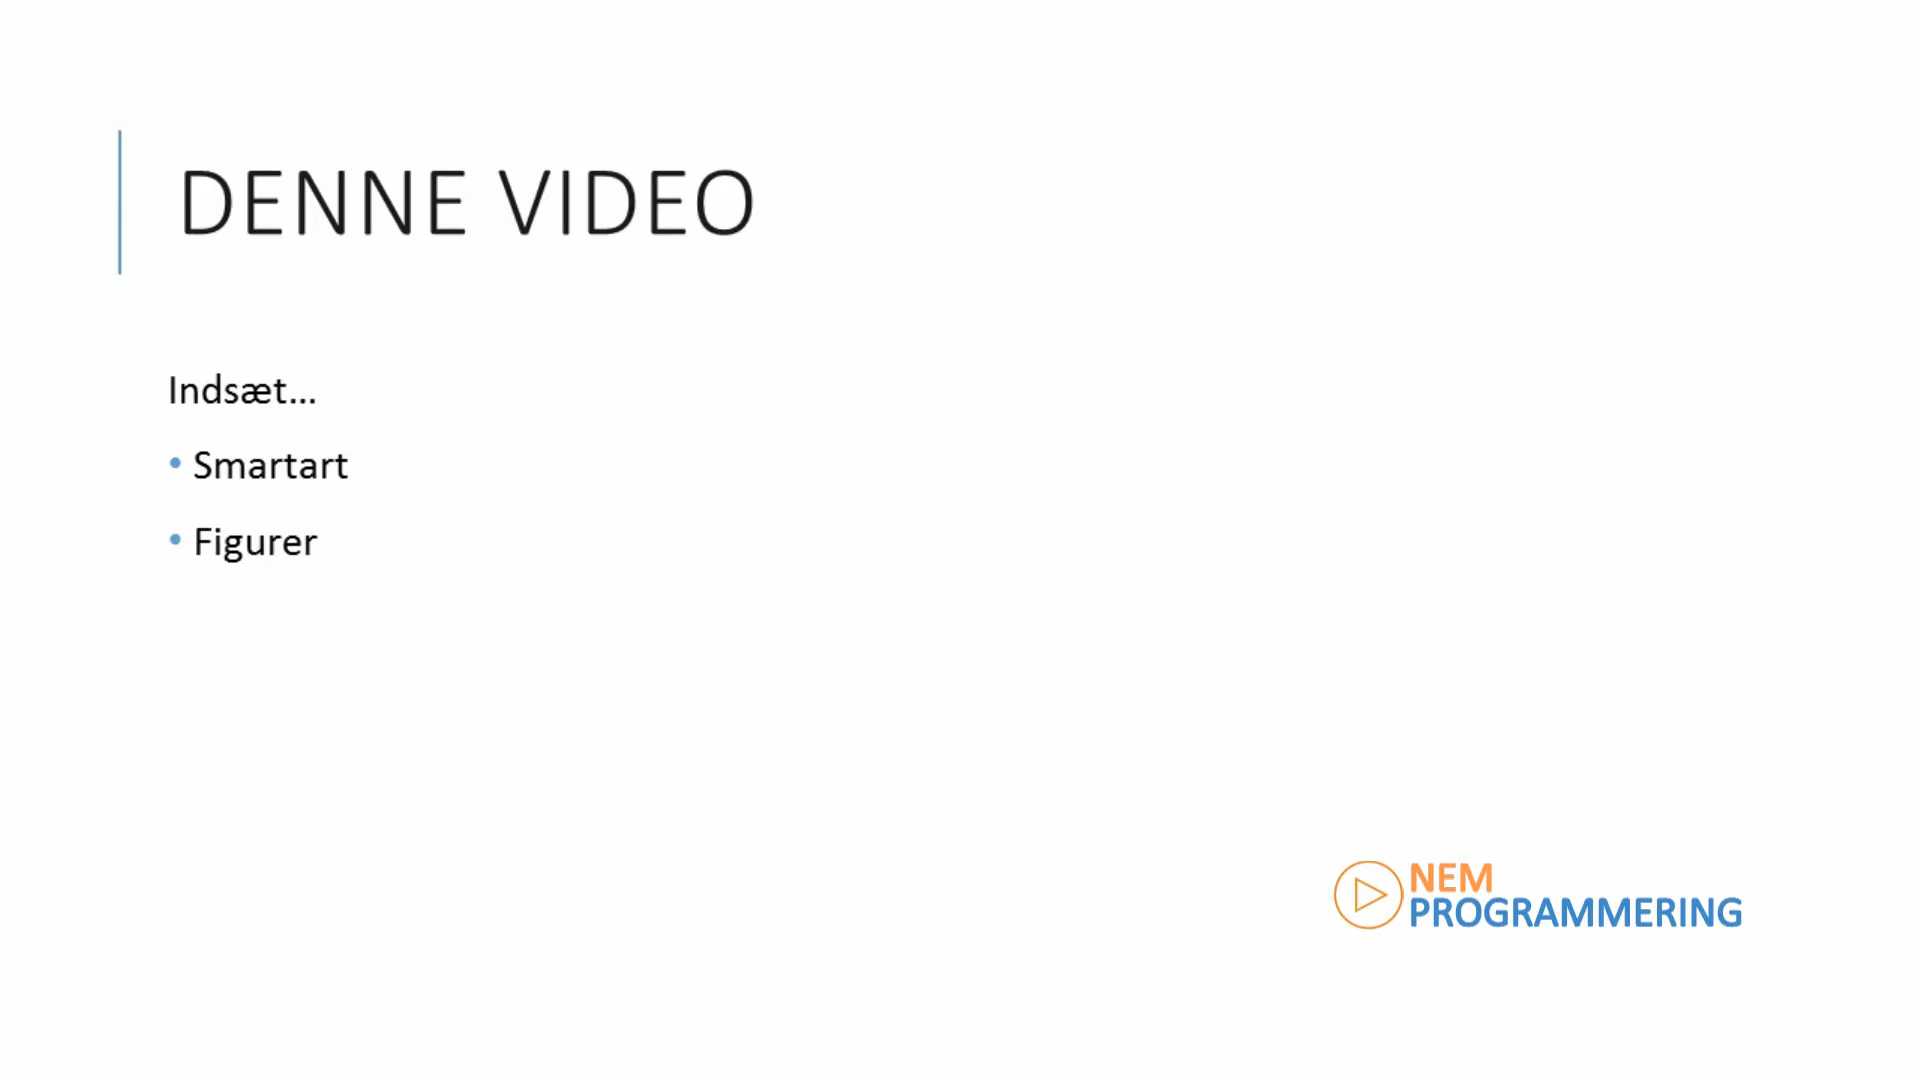 DENNE VIDEO
Indsæt...
• Smartart
• Figurer
NEM
PROGRAMMERING